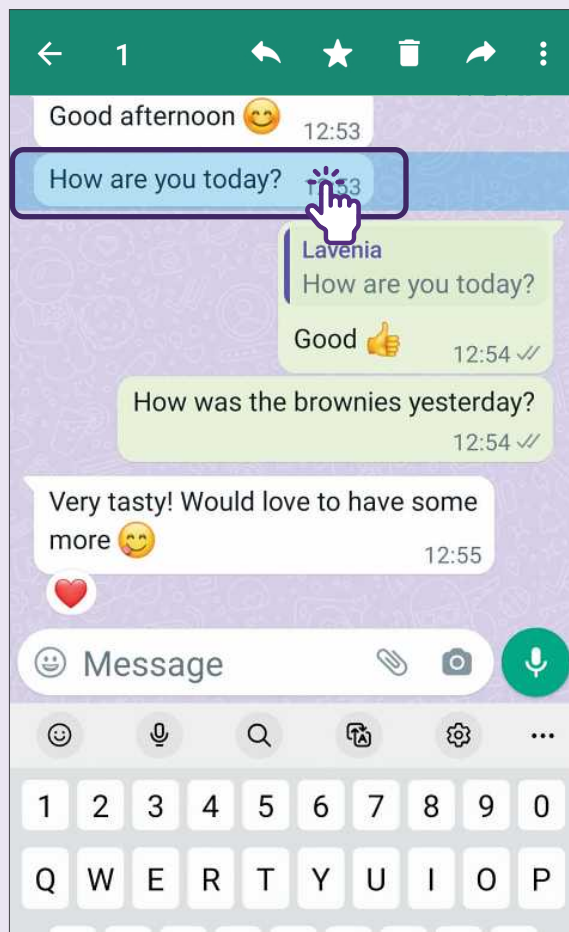 1
Good afternoon 😊 12:53
How are you today?
Lavenia
How are you today?
Good 👍 12:54
How was the brownies yesterday?
12:54
Very tasty! Would love to have some
more 😋 12:55
Message
1 2 3 4 5 6 7 8 9 0
Q W E R T Y U I O P